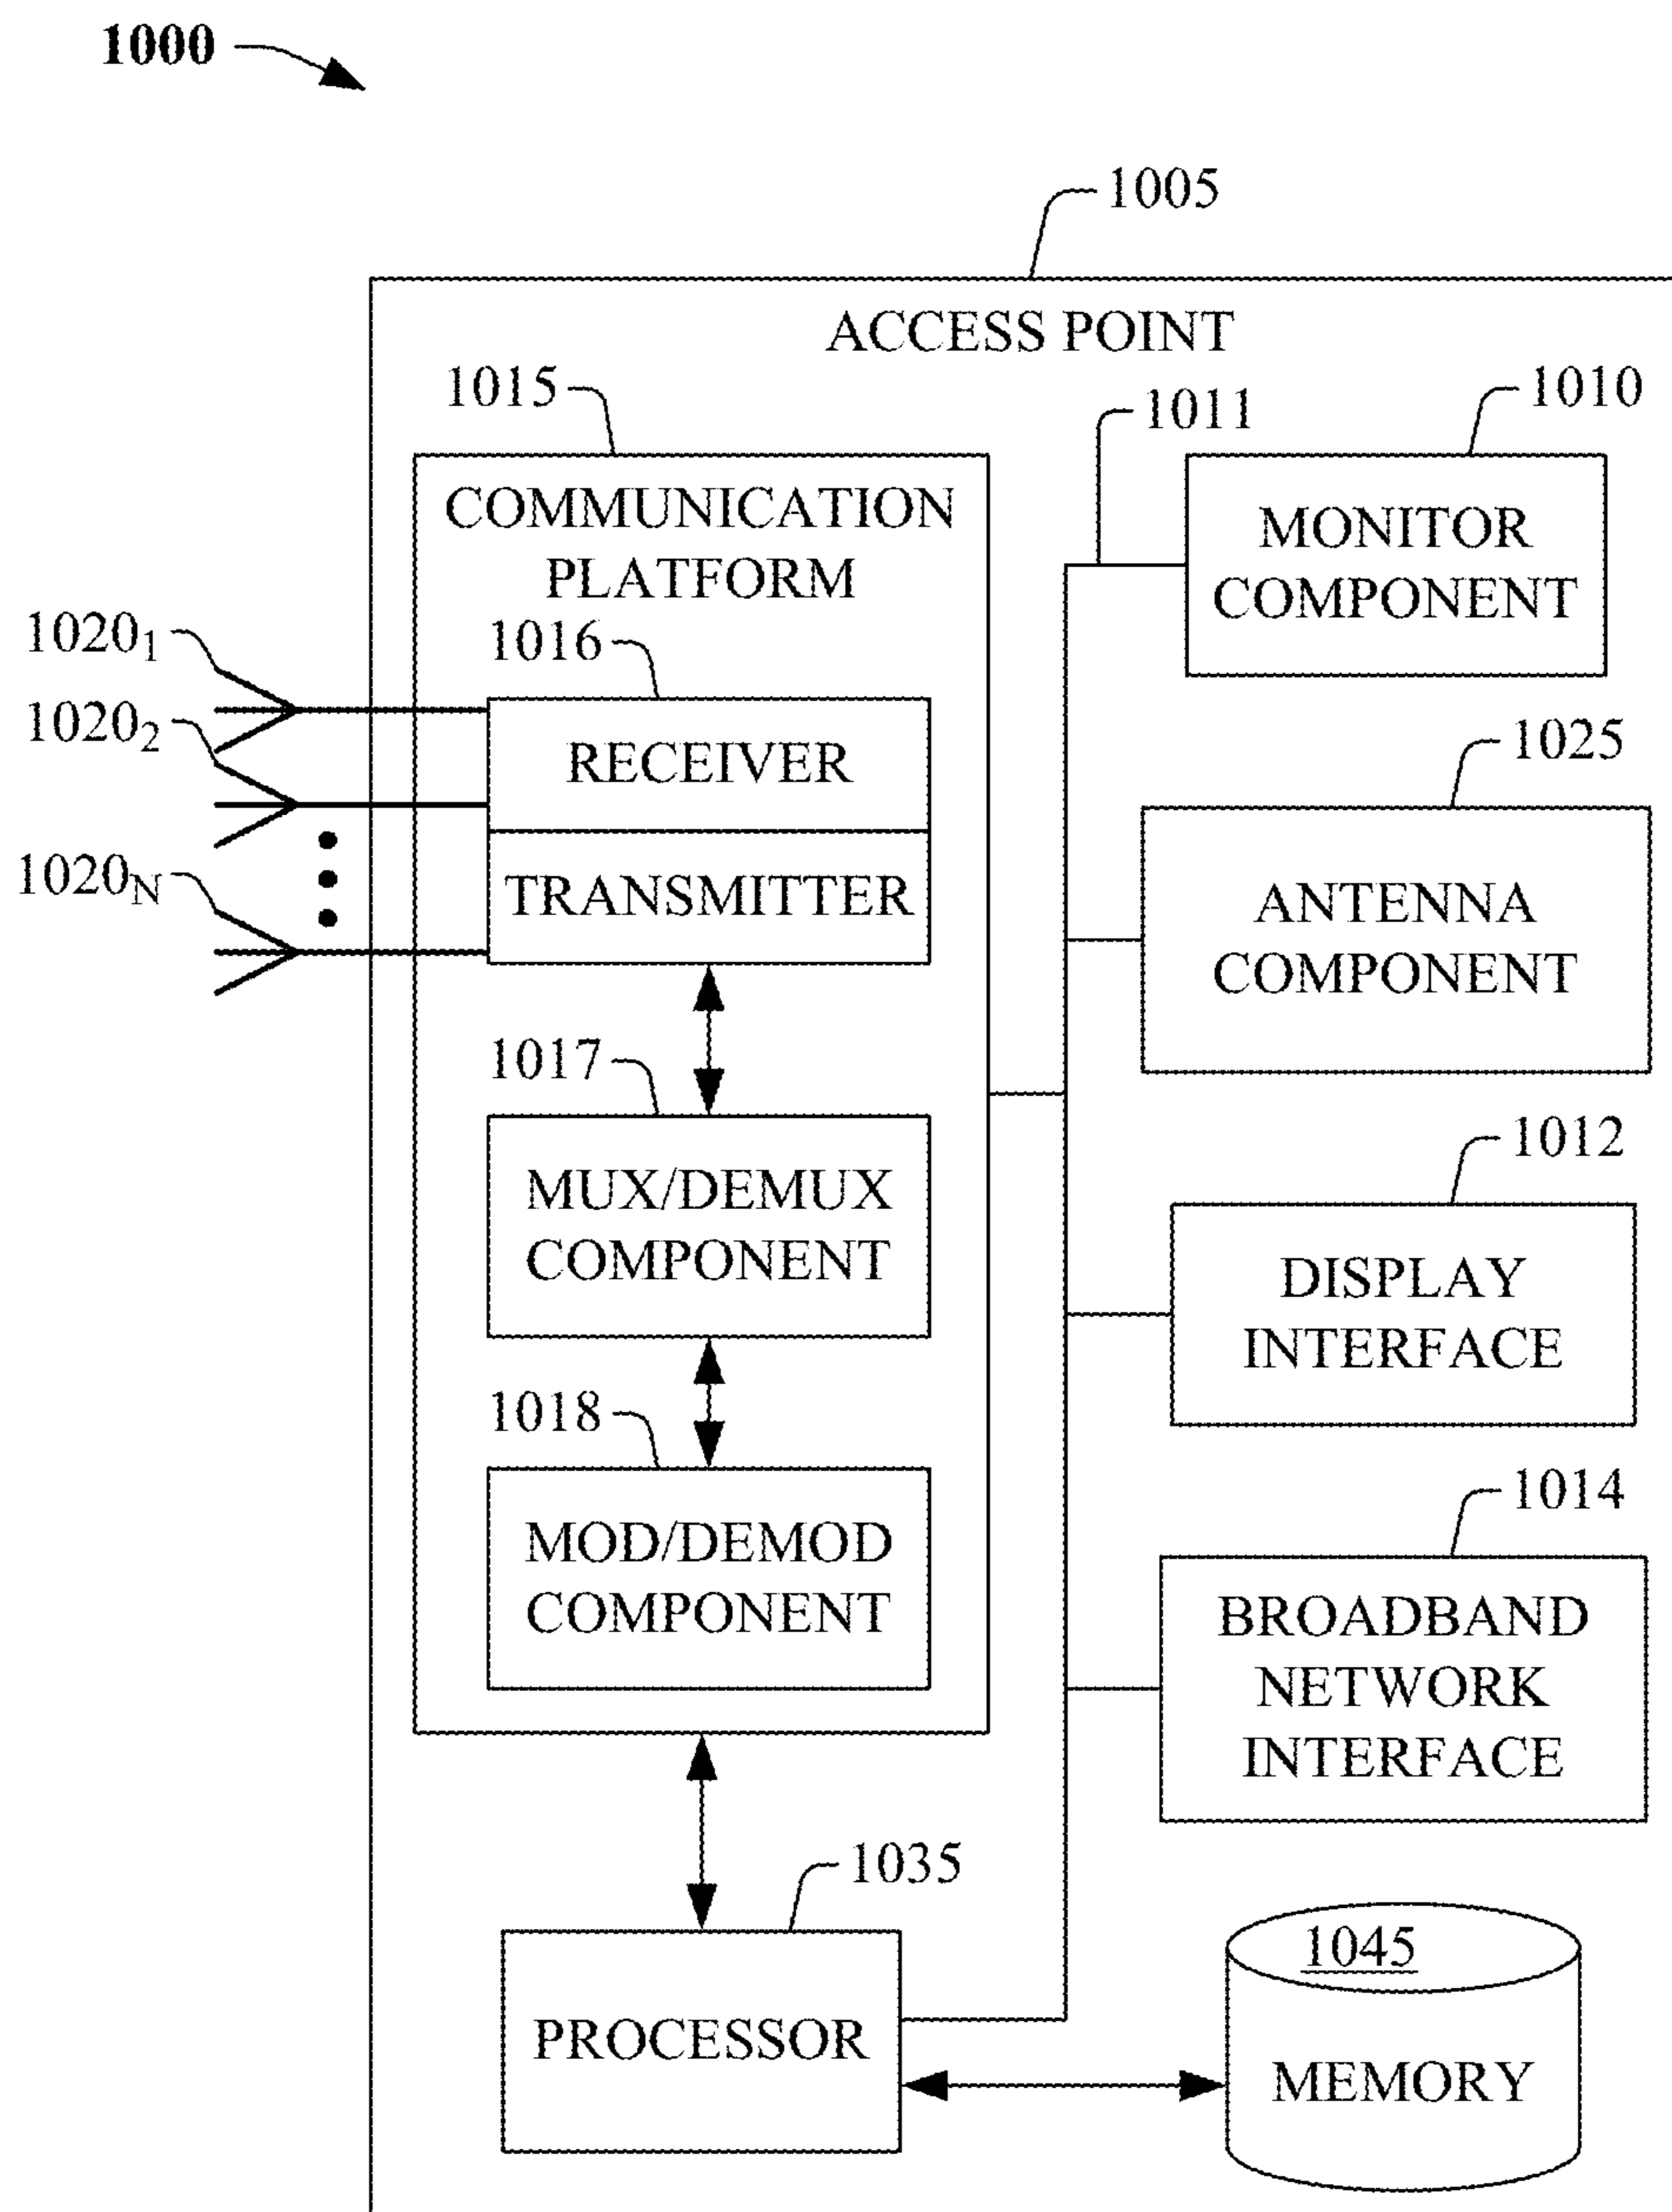 1000
1005
ACCESS POINT
1015
1011
1010
COMMUNICATION
PLATFORM
MONITOR
COMPONENT
1020₁
1016
1020₂
RECEIVER
1025
1020N
TRANSMITTER
ANTENNA
COMPONENT
1017
1012
MUX/DEMUX
COMPONENT
DISPLAY
INTERFACE
1018
1014
MOD/DEMOD
COMPONENT
BROADBAND
NETWORK
INTERFACE
1035
1045
PROCESSOR
MEMORY